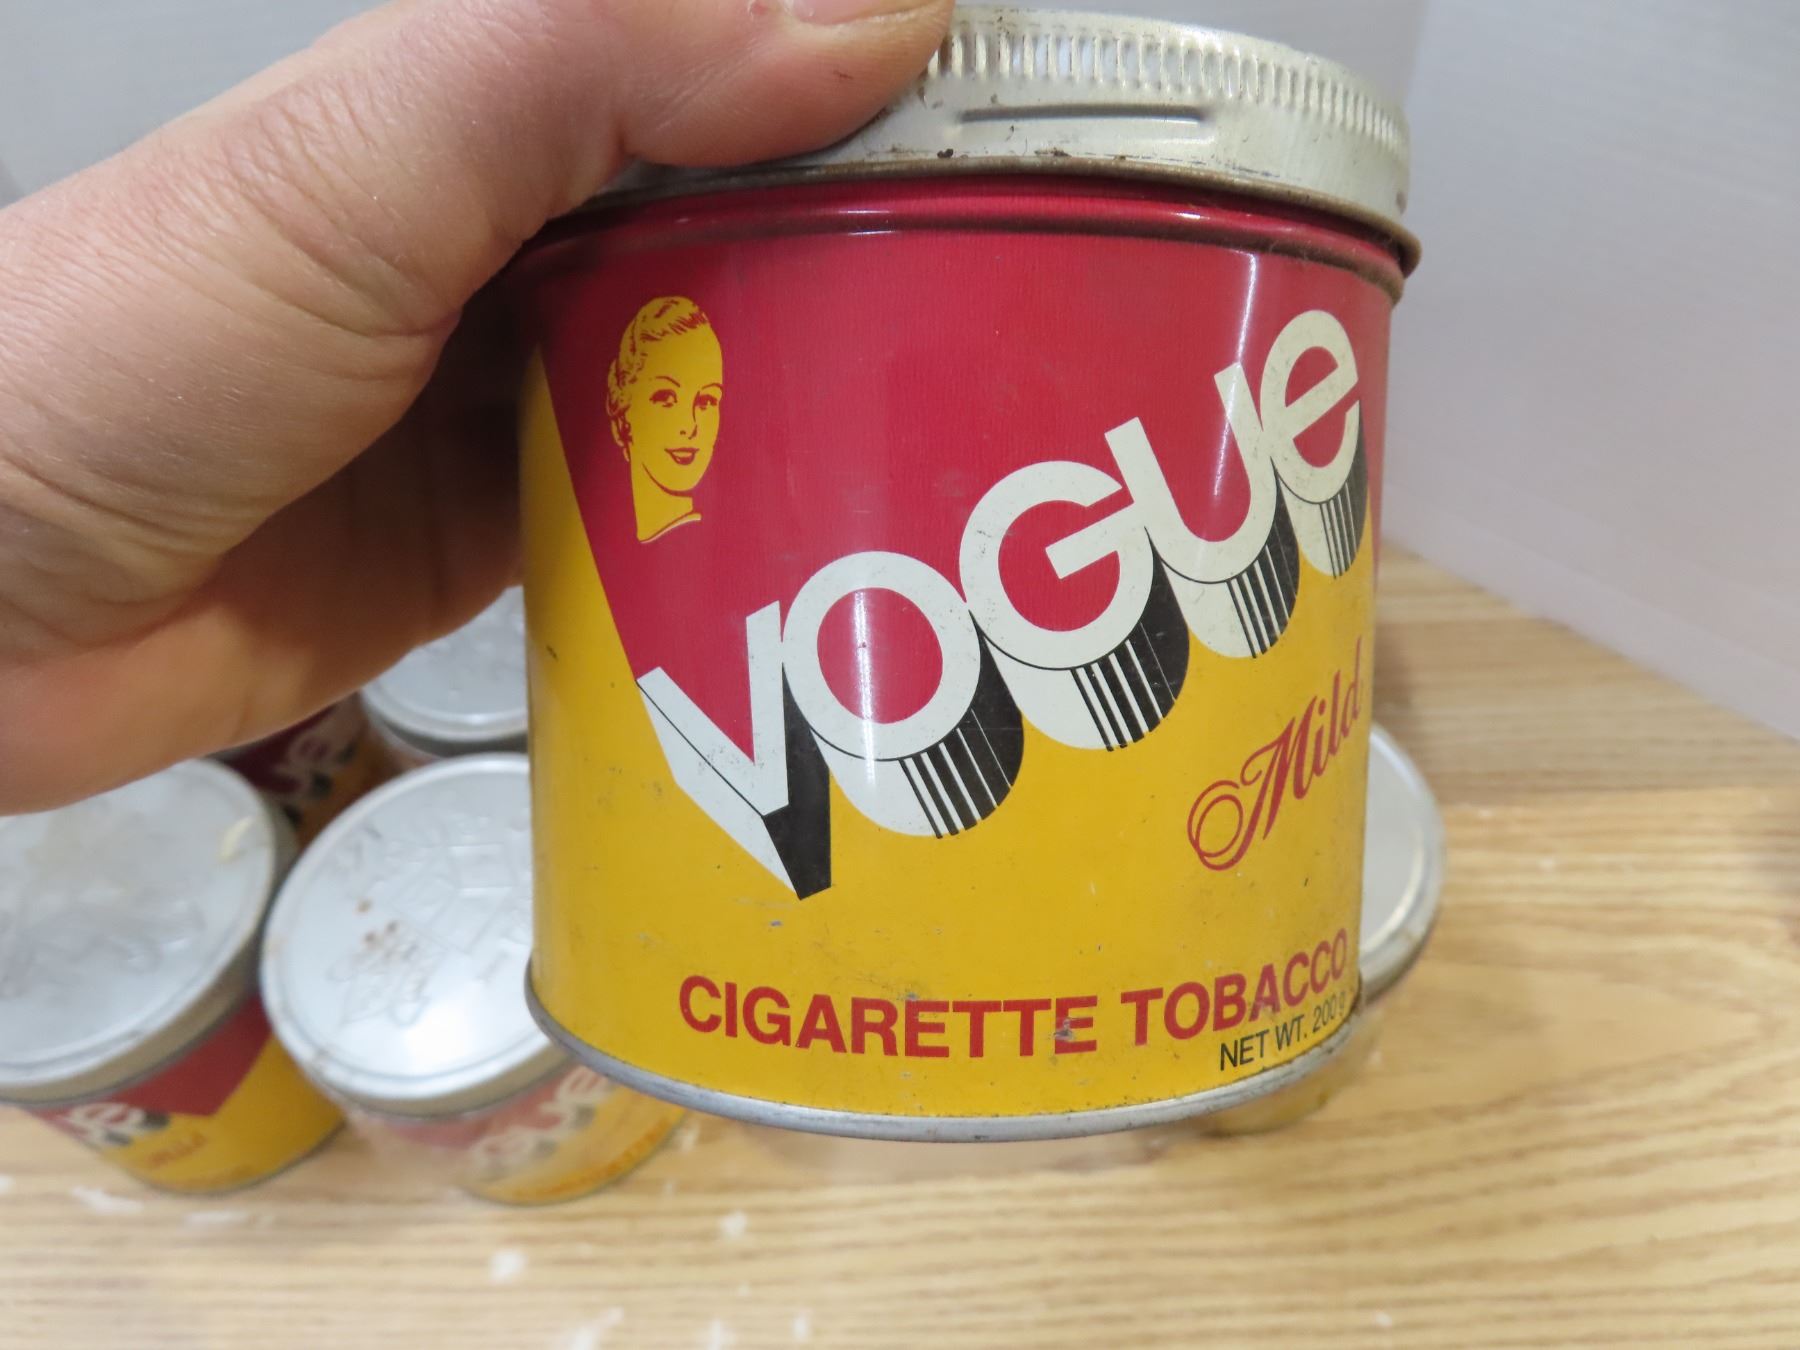 VOGUe
Mild
CIGARETTE TOBACCO
NET WT. 200 g